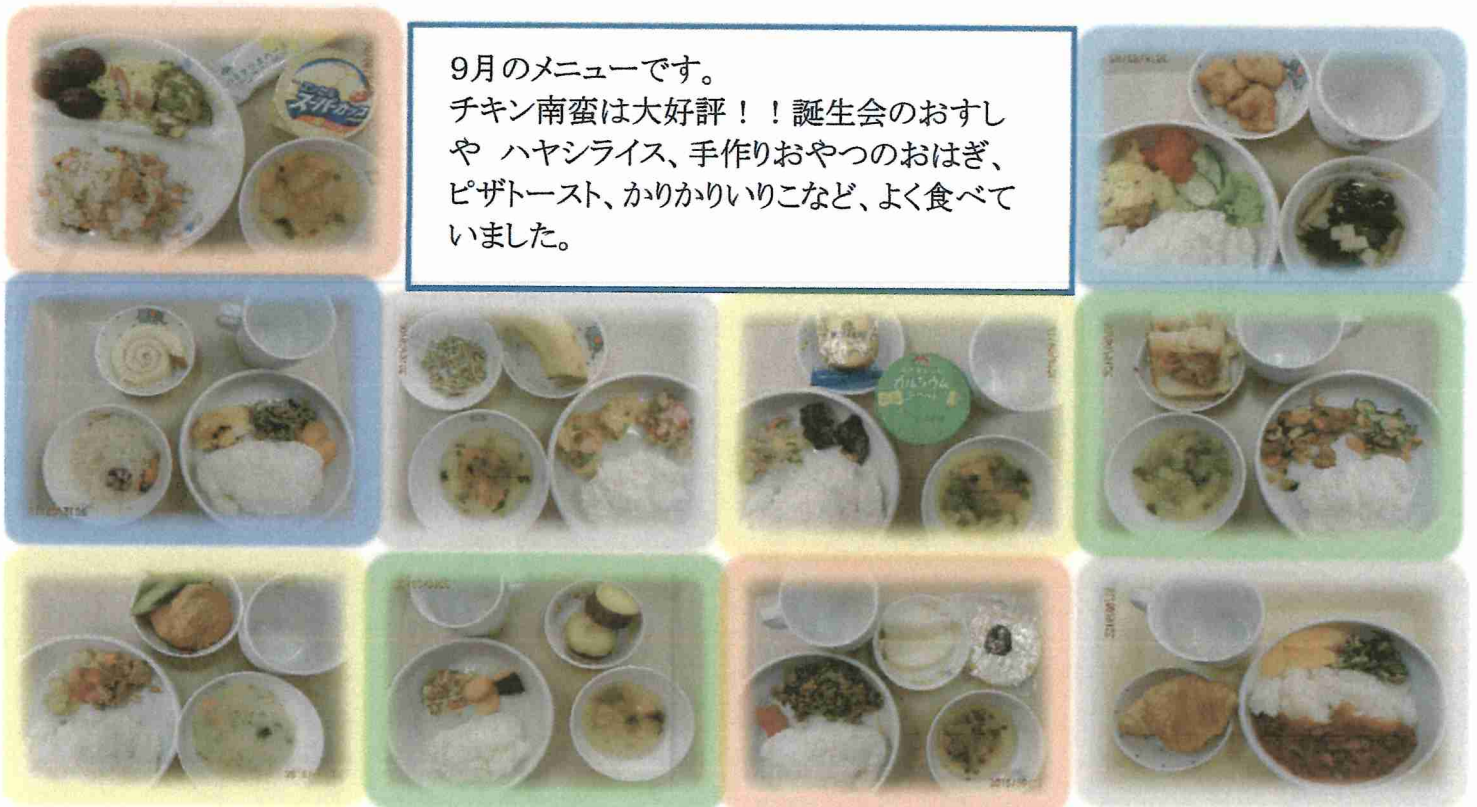 9月のメニューです。
チキン南蛮は大好評！！誕生会のおすし
や ハヤシライス、手作りおやつのおはぎ、
ピザトースト、かりかりいりこなど、よく食べて
いました。
スーパーカップ
カルシウム